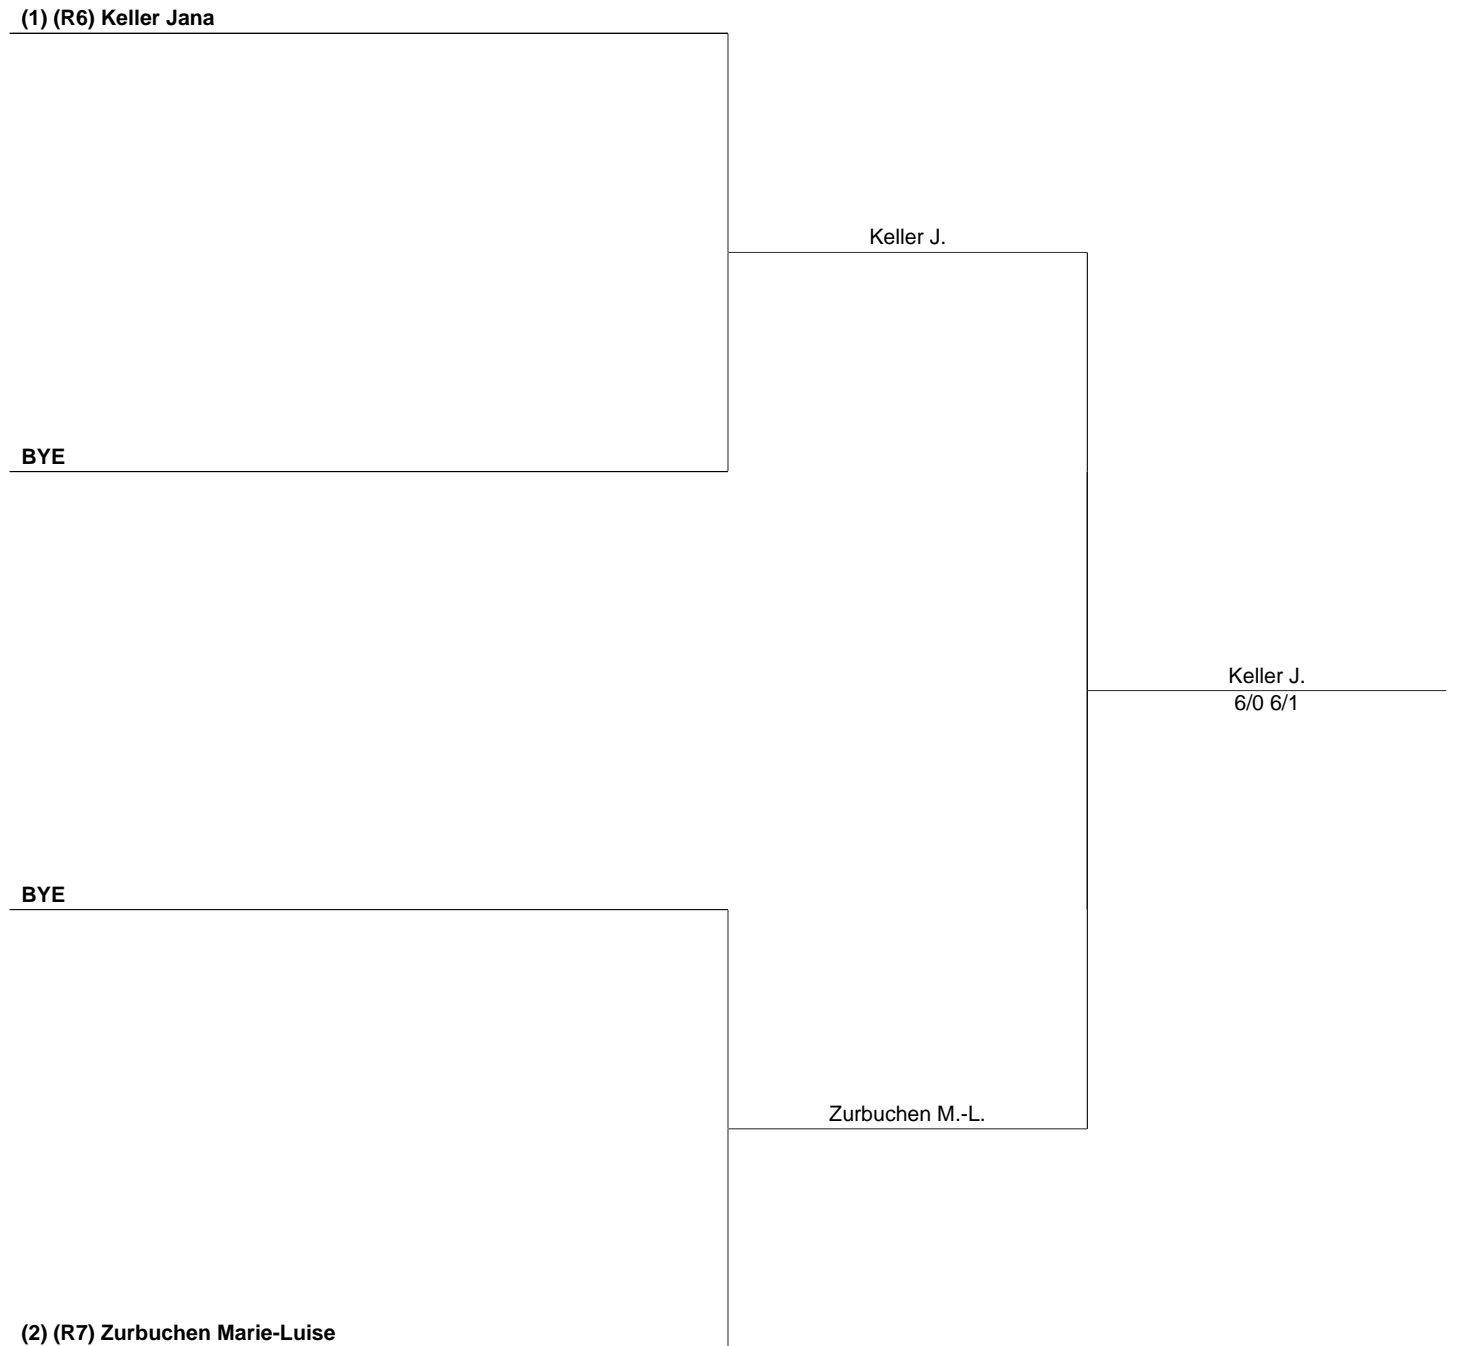 (1) (R6) Keller Jana
Keller J.
BYE
Keller J.
6/0 6/1
BYE
Zurbuchen M.-L.
(2) (R7) Zurbuchen Marie-Luise